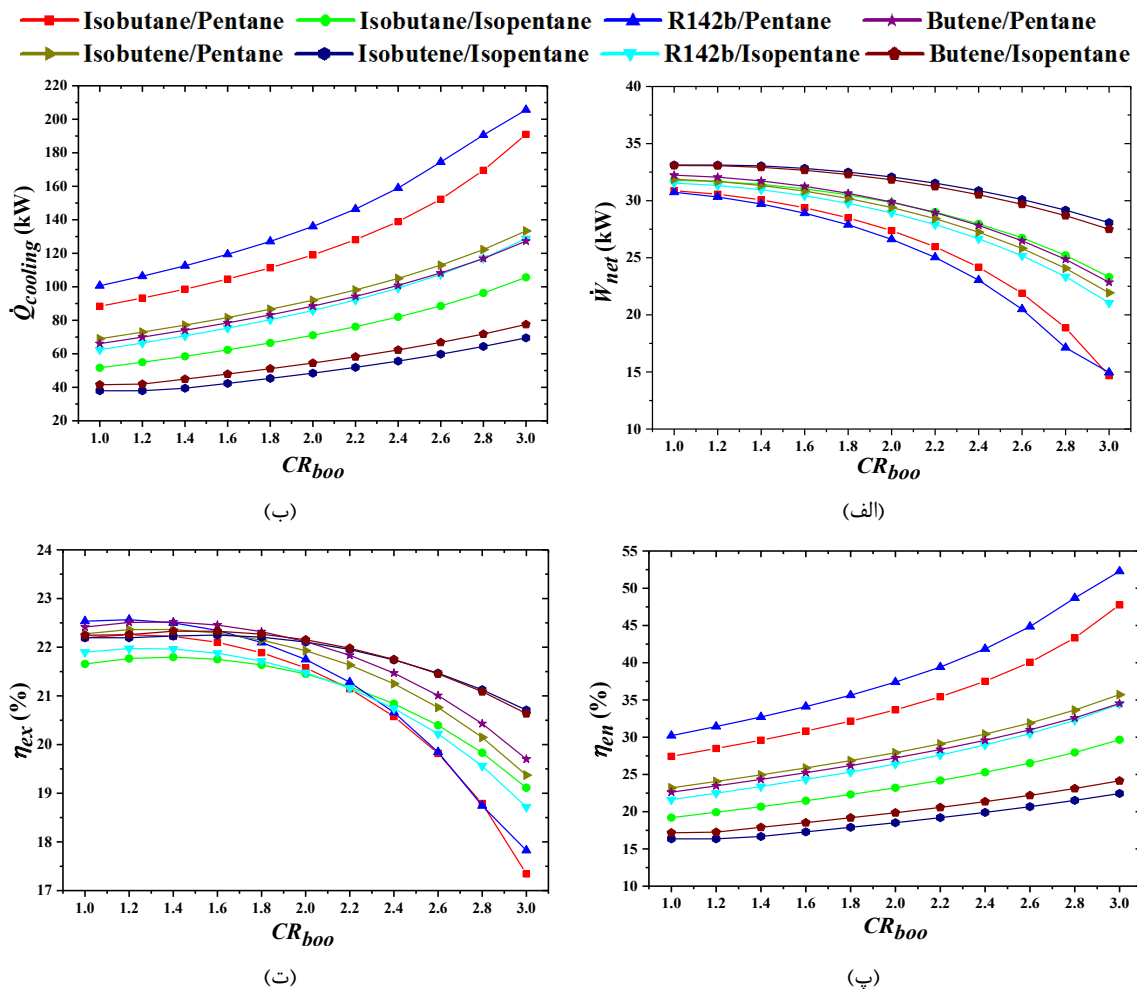 Isobutane/Pentane Isobutane/Isopentane R142b/Pentane Butene/Pentane
Isobutene/Pentane Isobutene/Isopentane R142b/Isopentane Butene/Isopentane
Q̇cooling (kW)
220
200
180
160
140
120
100
80
60
40
20
1.0 1.2 1.4 1.6 1.8 2.0 2.2 2.4 2.6 2.8 3.0
CRboo
(ب)
Ẇnet (kW)
40
35
30
25
20
15
10
1.0 1.2 1.4 1.6 1.8 2.0 2.2 2.4 2.6 2.8 3.0
CRboo
(الف)
ηex (%)
24
23
22
21
20
19
18
17
1.0 1.2 1.4 1.6 1.8 2.0 2.2 2.4 2.6 2.8 3.0
CRboo
(ت)
ηen (%)
55
50
45
40
35
30
25
20
15
10
1.0 1.2 1.4 1.6 1.8 2.0 2.2 2.4 2.6 2.8 3.0
CRboo
(پ)